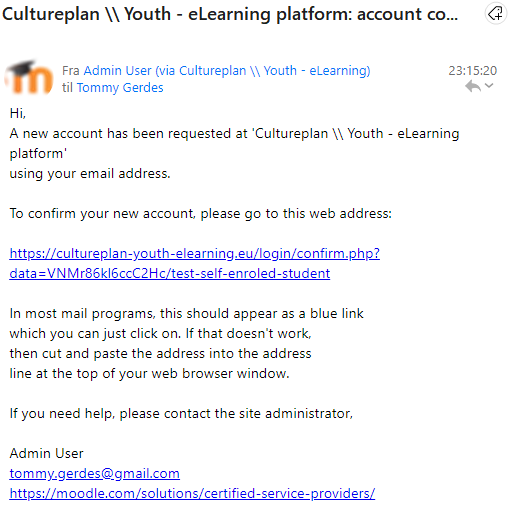 Cultureplan \\ Youth - eLearning platform: account co...
Fra Admin User (via Cultureplan \\ Youth - eLearning)
23:15:20
til Tommy Gerdes
Hi,
A new account has been requested at 'Cultureplan \\ Youth - eLearning
platform'
using your email address.
To confirm your new account, please go to this web address:
https://cultureplan-youth-elearning.eu/login/confirm.php?
data=VNMr86kl6ccC2Hc/test-self-enroled-student
In most mail programs, this should appear as a blue link
which you can just click on. If that doesn't work,
then cut and paste the address into the address
line at the top of your web browser window.
If you need help, please contact the site administrator,
Admin User
tommy.gerdes@gmail.com
https://moodle.com/solutions/certified-service-providers/